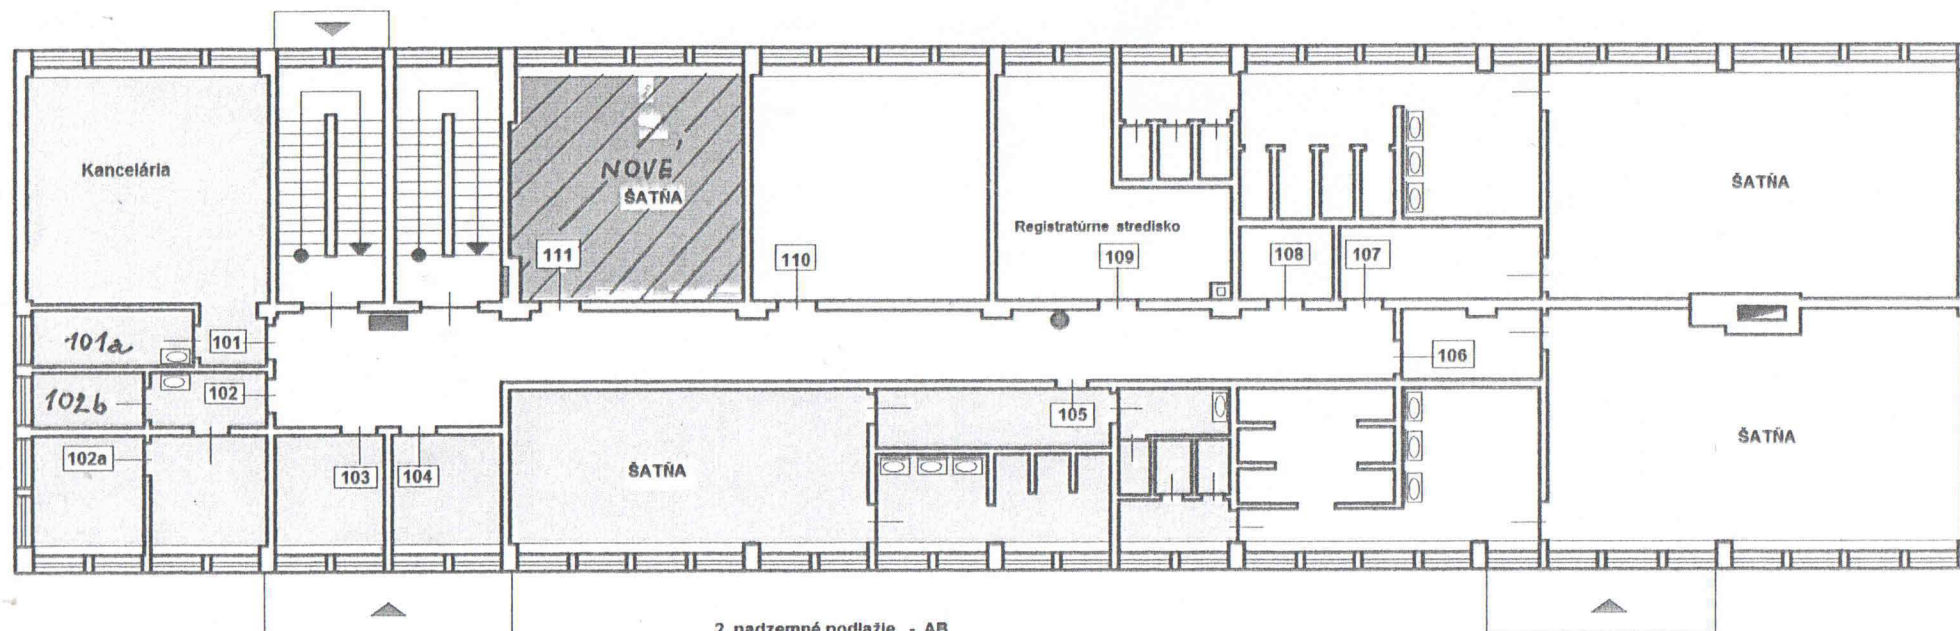 Kancelária
NOVE
ŠATŇA
ŠATŇA
Registratúrne stredisko
111
110
109
108
107
101a
101
106
102b
102
105
ŠATŇA
102a
103
104
ŠATŇA
2. nadzemné podlažie - AB